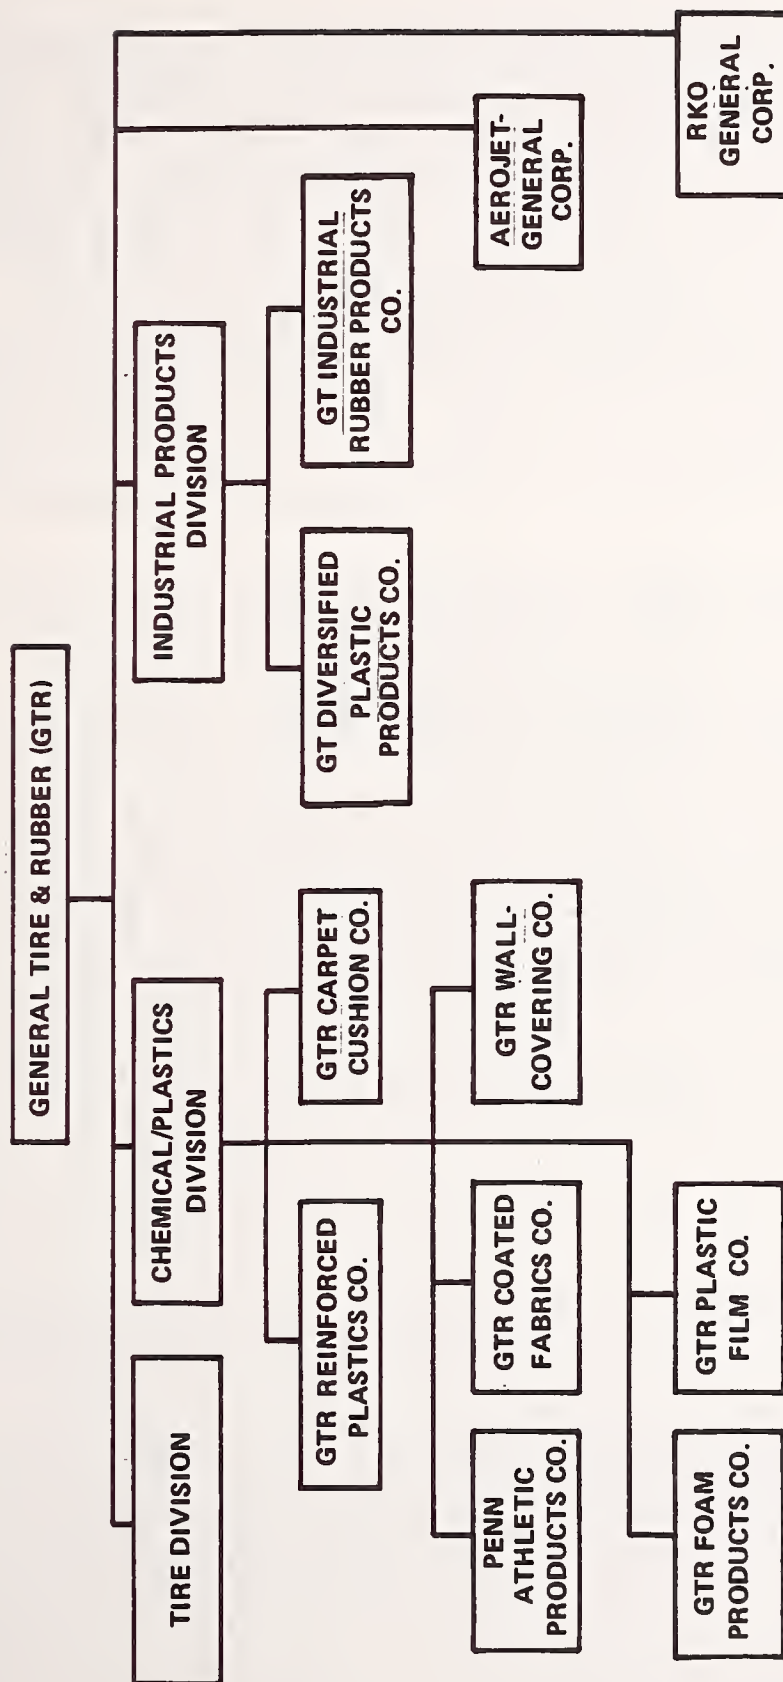 GENERAL TIRE & RUBBER (GTR)
TIRE DIVISION
CHEMICAL/PLASTICS
DIVISION
INDUSTRIAL PRODUCTS
DIVISION
GTR REINFORCED
PLASTICS CO.
GTR CARPET
CUSHION CO.
GT DIVERSIFIED
PLASTIC
PRODUCTS CO.
GT INDUSTRIAL
RUBBER PRODUCTS
CO.
PENN
ATHLETIC
PRODUCTS CO.
GTR COATED
FABRICS CO.
GTR WALL-
COVERING CO.
AEROJET-
GENERAL
CORP.
GTR FOAM
PRODUCTS CO.
GTR PLASTIC
FILM CO.
RKO
GENERAL
CORP.